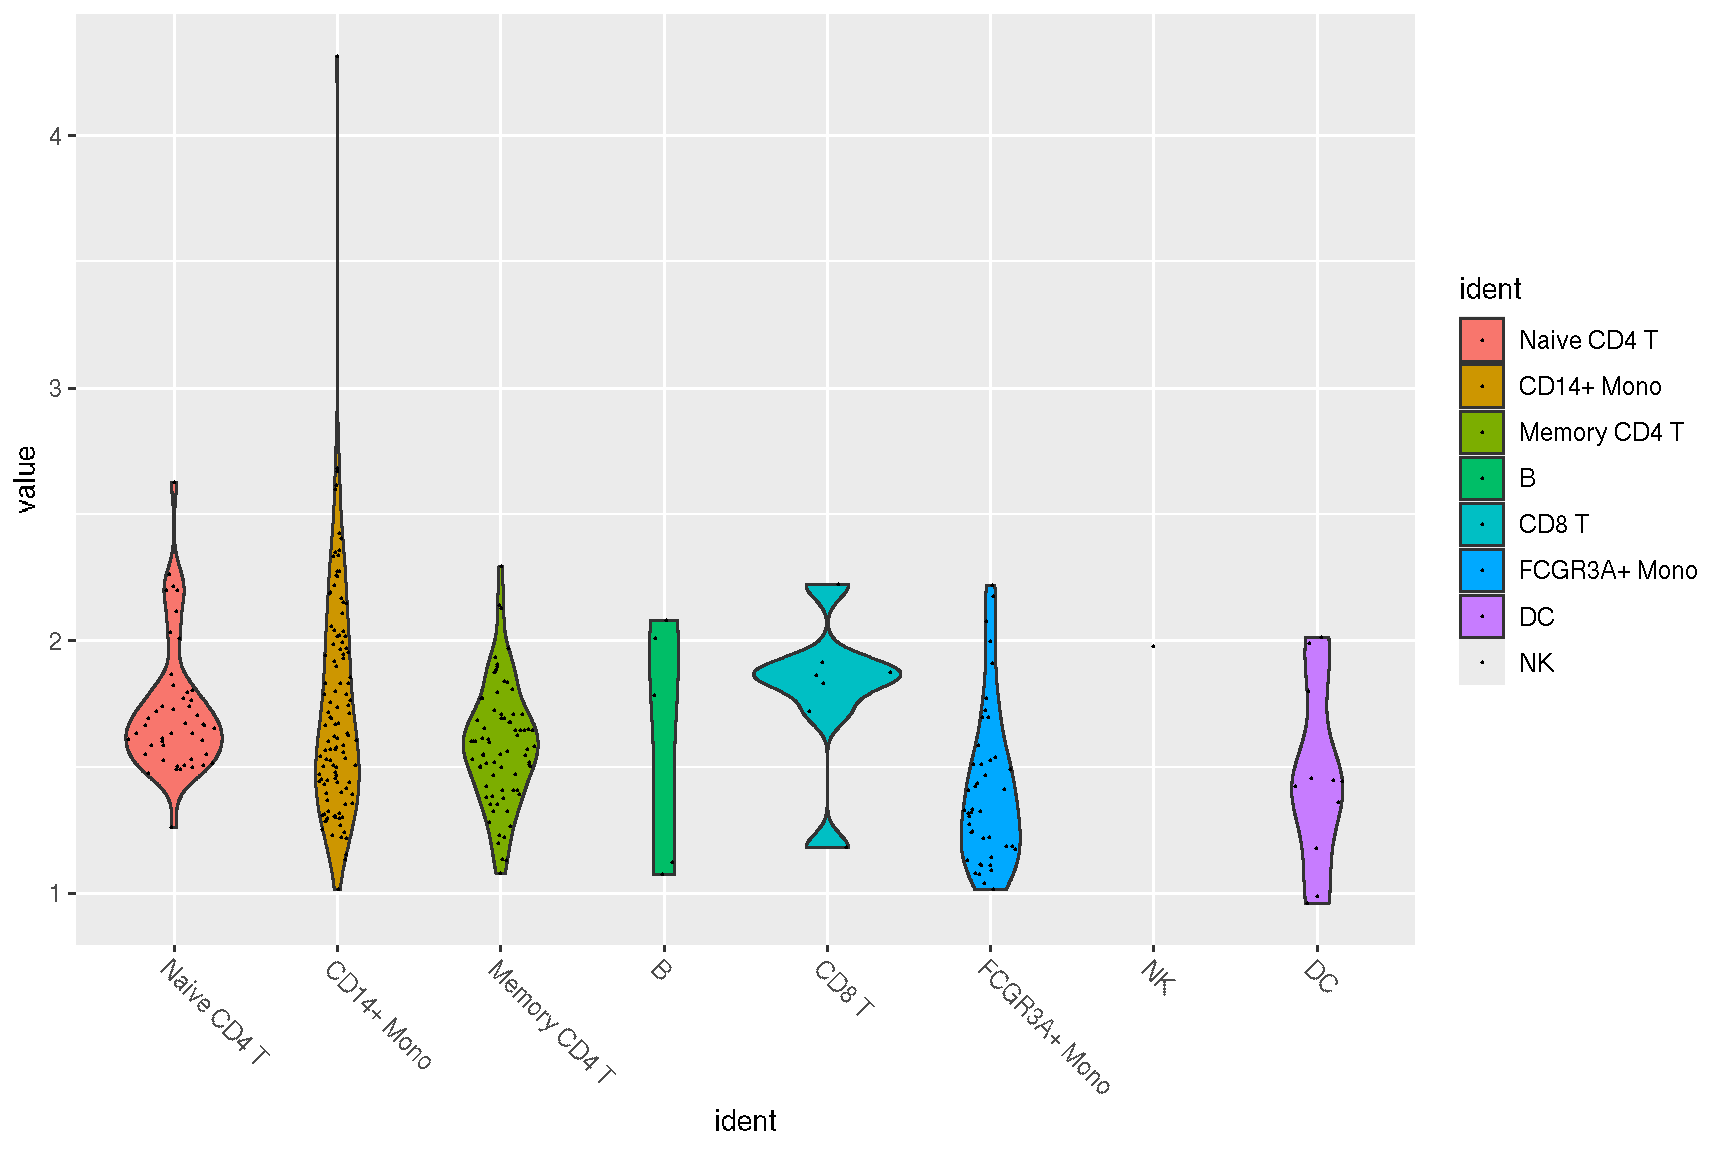 4
3
2
1
value
Naive CD4 T
CD14+ Mono
Memory CD4 T
B
CD8 T
FCGR3A+ Mono
NK
DC
ident
ident
Naive CD4 T
CD14+ Mono
Memory CD4 T
B
CD8 T
FCGR3A+ Mono
DC
NK